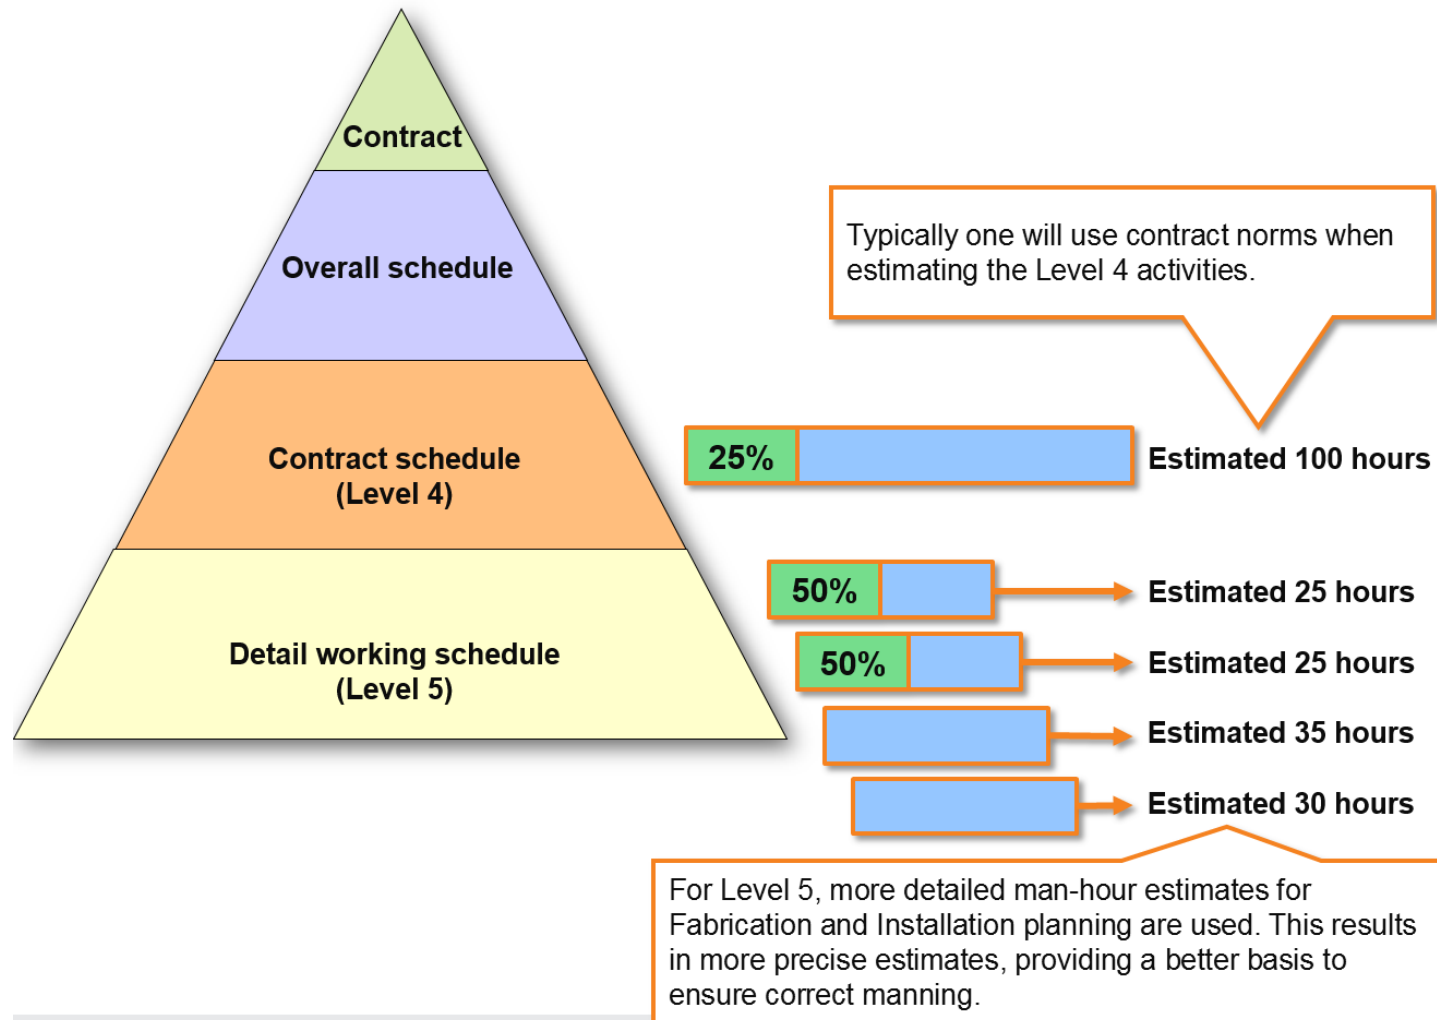 Contract
Overall schedule
Contract schedule
(Level 4)
Detail working schedule
(Level 5)
Typically one will use contract norms when
estimating the Level 4 activities.
25%
Estimated 100 hours
50%
Estimated 25 hours
50%
Estimated 25 hours
Estimated 35 hours
Estimated 30 hours
For Level 5, more detailed man-hour estimates for
Fabrication and Installation planning are used. This results
in more precise estimates, providing a better basis to
ensure correct manning.